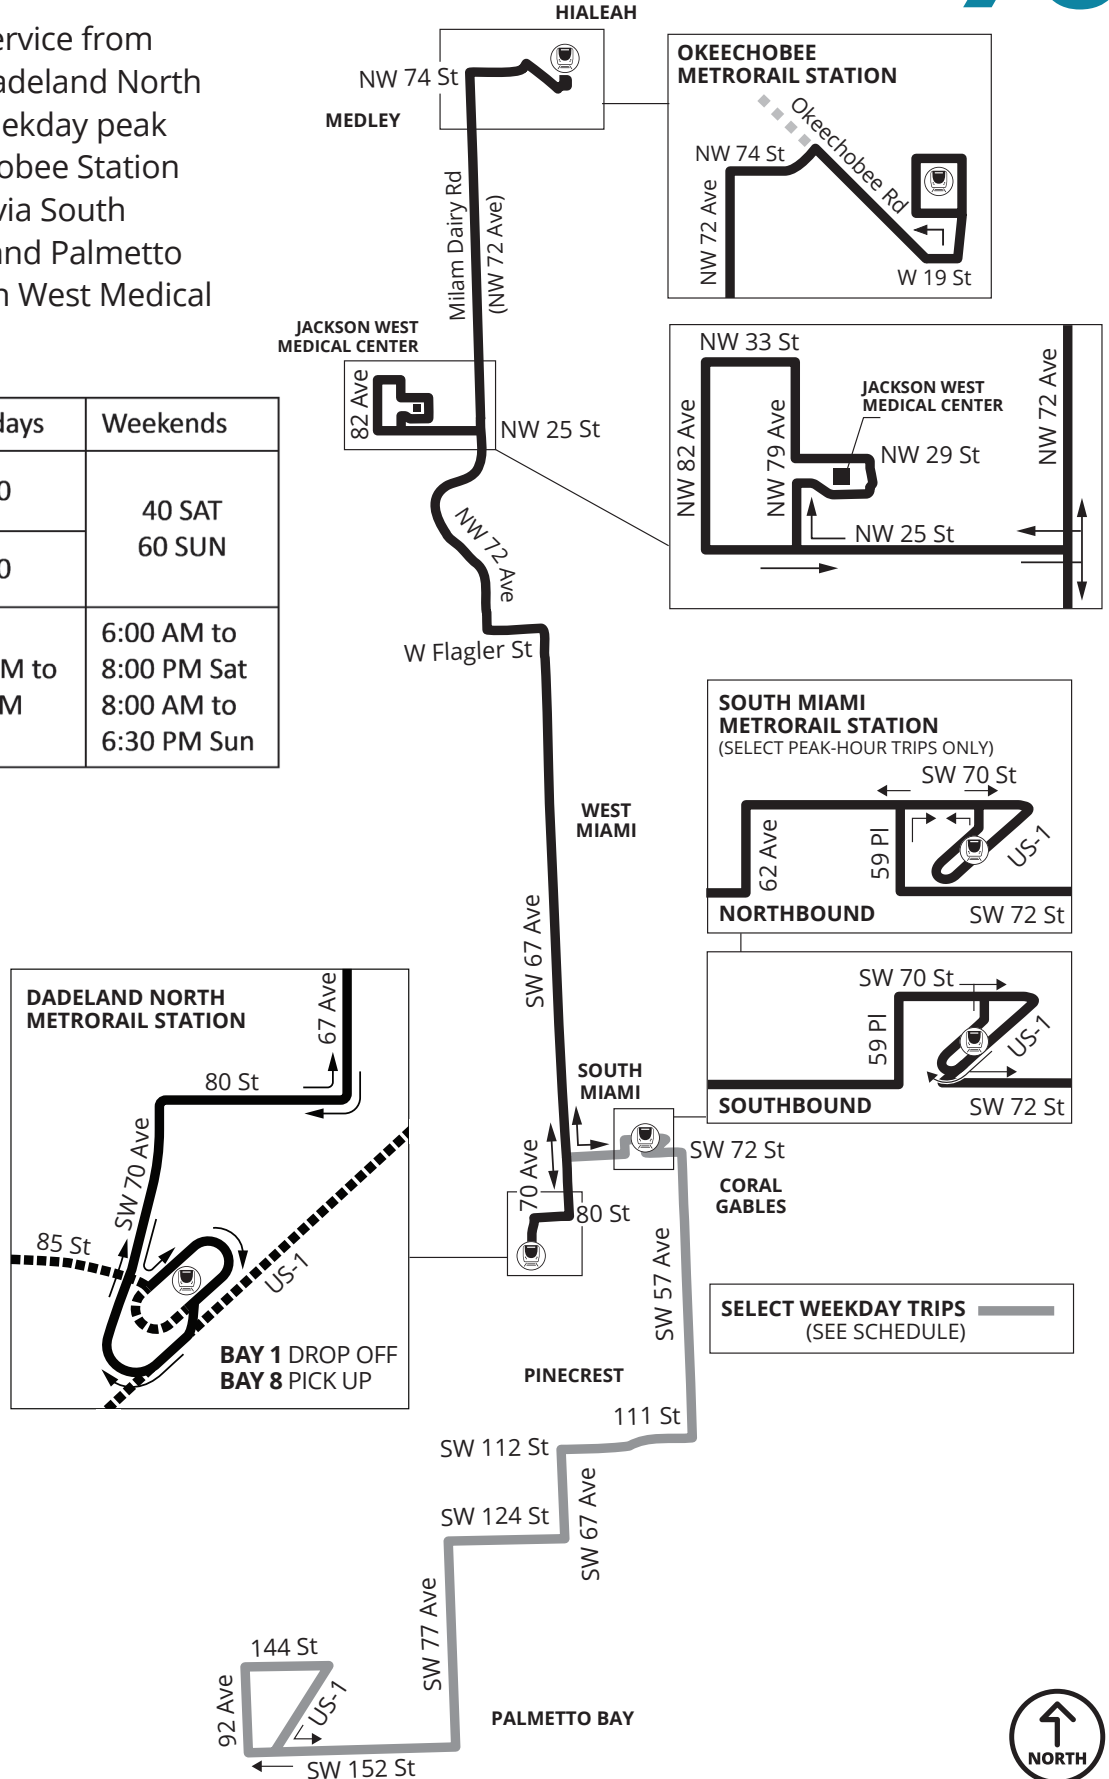 ervice from
adeland North
ekday peak
obee Station
via South
and Palmetto
n West Medical
days
Weekends
0
0
40 SAT
60 SUN
M to
M
6:00 AM to
8:00 PM Sat
8:00 AM to
6:30 PM Sun
HIALEAH
NW 74 St
MEDLEY
Milam Dairy Rd
(NW 72 Ave)
OKEECHOBEE
METRORAIL STATION
Okeechobee Rd
NW 74 St
NW 72 Ave
W 19 St
JACKSON WEST
MEDICAL CENTER
82 Ave
NW 25 St
NW 33 St
NW 82 Ave
NW 79 Ave
JACKSON WEST
MEDICAL CENTER
NW 29 St
NW 25 St
NW 72 Ave
NW 72 Ave
W Flagler St
WEST
MIAMI
SW 67 Ave
SOUTH MIAMI
METRORAIL STATION
(SELECT PEAK-HOUR TRIPS ONLY)
SW 70 St
62 Ave
59 Pl
US-1
NORTHBOUND
SW 72 St
SW 70 St
59 Pl
US-1
SOUTHBOUND
SW 72 St
DADELAND NORTH
METRORAIL STATION
67 Ave
80 St
SW 70 Ave
85 St
US-1
BAY 1 DROP OFF
BAY 8 PICK UP
SOUTH
MIAMI
70 Ave
SW 72 St
80 St
CORAL
GABLES
SW 57 Ave
SELECT WEEKDAY TRIPS
(SEE SCHEDULE)
PINECREST
111 St
SW 112 St
SW 67 Ave
SW 124 St
SW 77 Ave
144 St
92 Ave
US-1
PALMETTO BAY
SW 152 St
NORTH